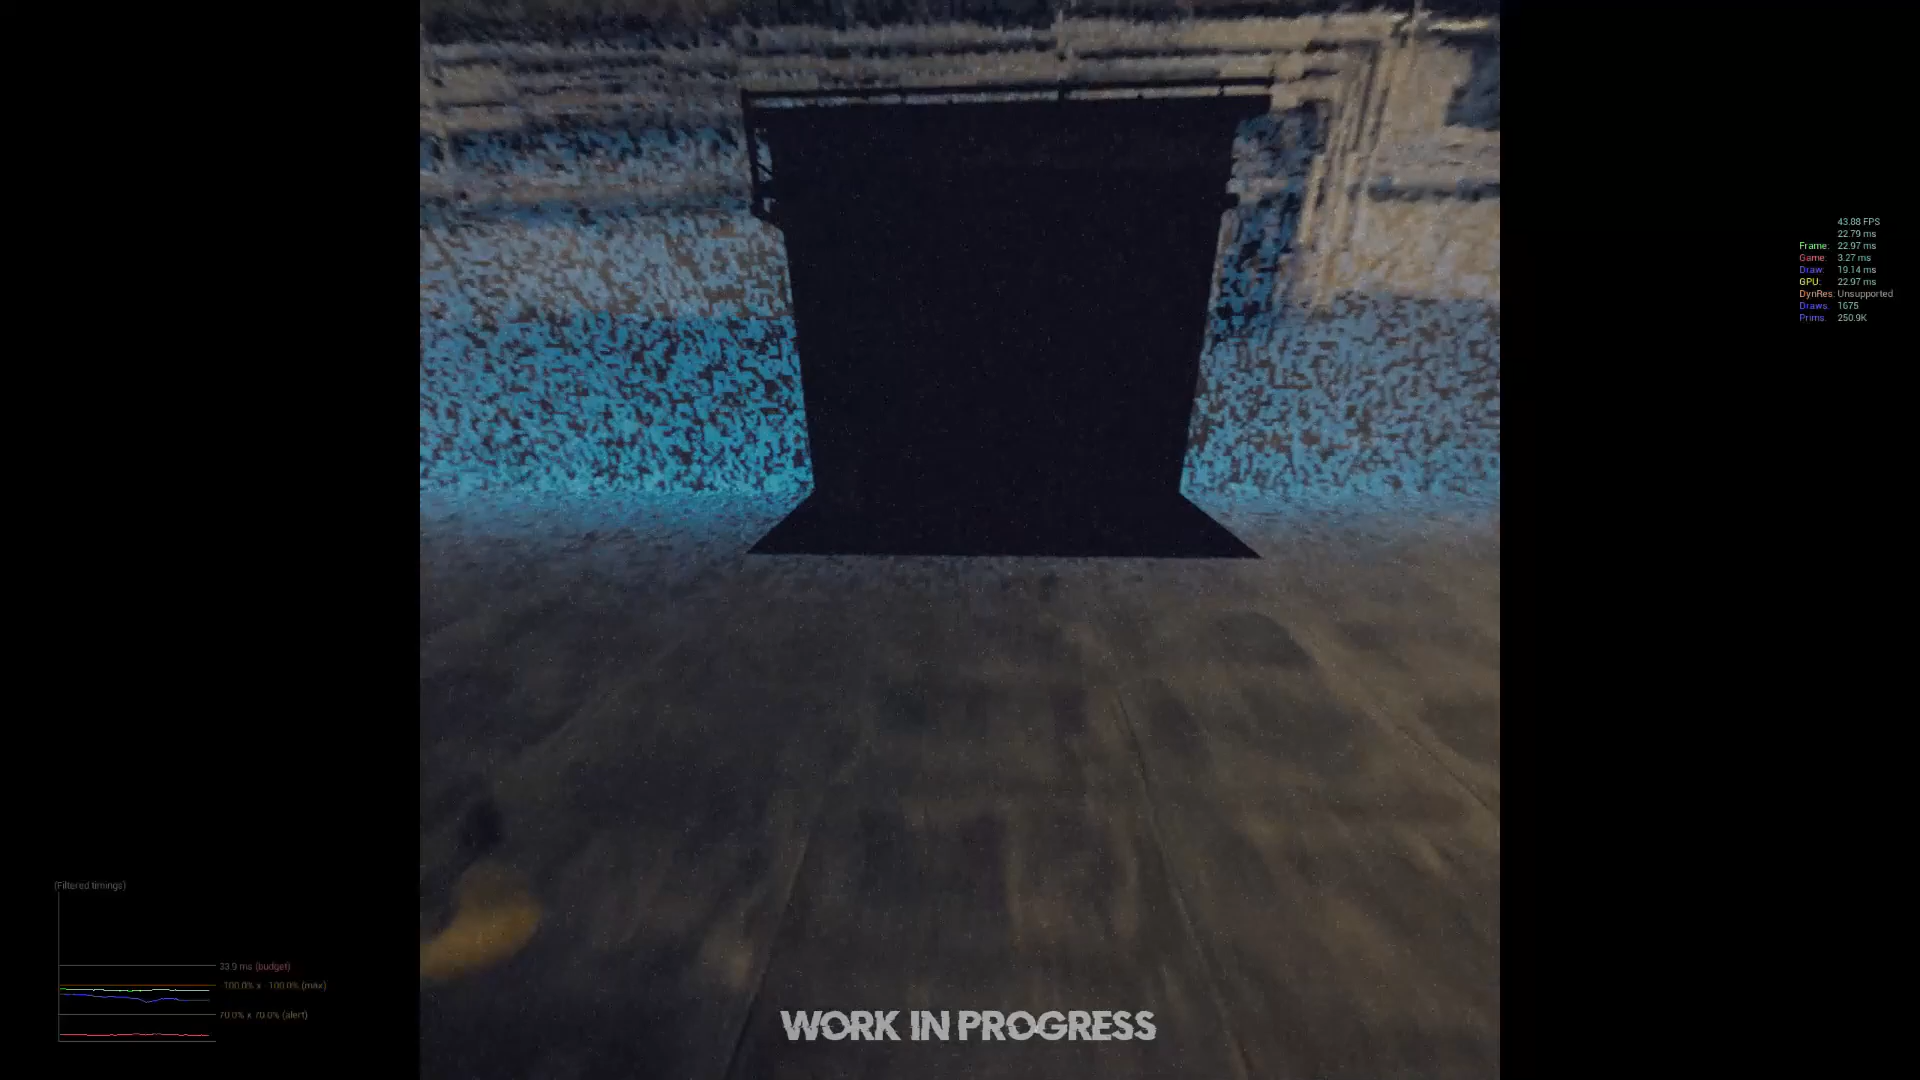 43.88 FPS
22.79 ms
Frame: 22.97 ms
Game: 3.27 ms
Draw: 19.14 ms
GPU: 22.97 ms
DynRes: Unsupported
Draws: 1675
Prims: 250.9K
(Filtered timings)
33.9 ms (budget)
100.0% x 100.0% (max)
70.0% x 70.0% (alert)
WORK IN PROGRESS